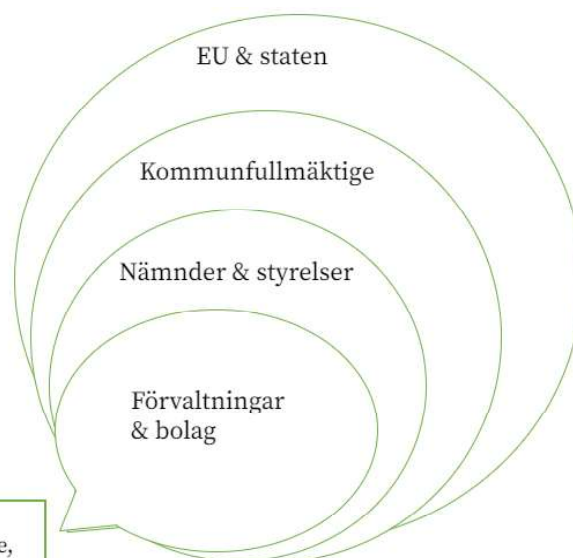 EU & staten
Kommunfullmäktige
Nämnder & styrelser
Förvaltningar
& bolag
e,